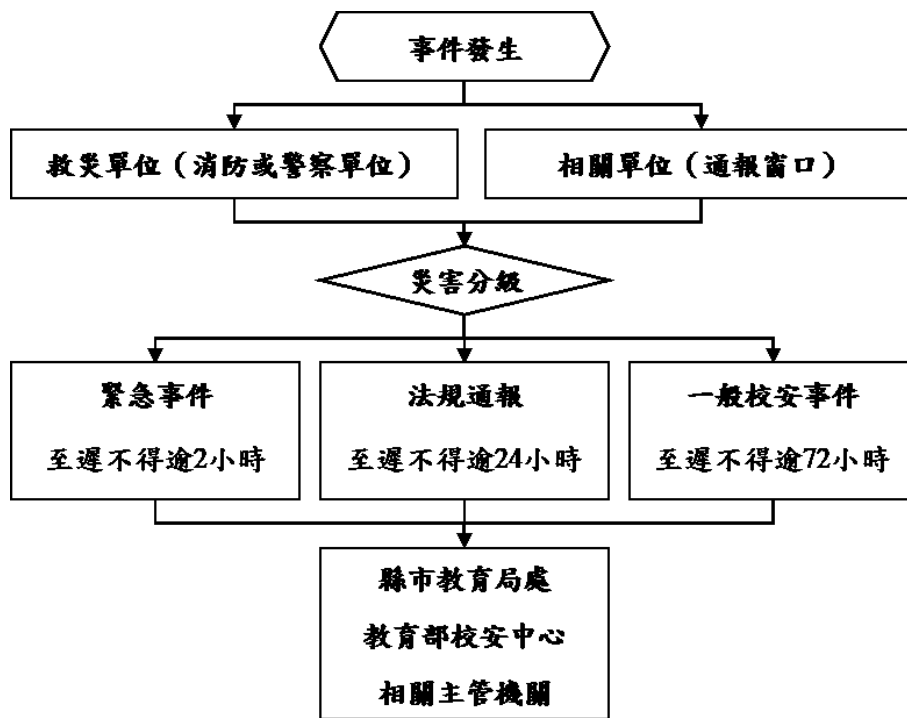 事件發生
救災單位（消防或警察單位）
相關單位（通報窗口）
災害分級
緊急事件
至遲不得逾2小時
法規通報
至遲不得逾24小時
一般校安事件
至遲不得逾72小時
縣市教育局處
教育部校安中心
相關主管機關